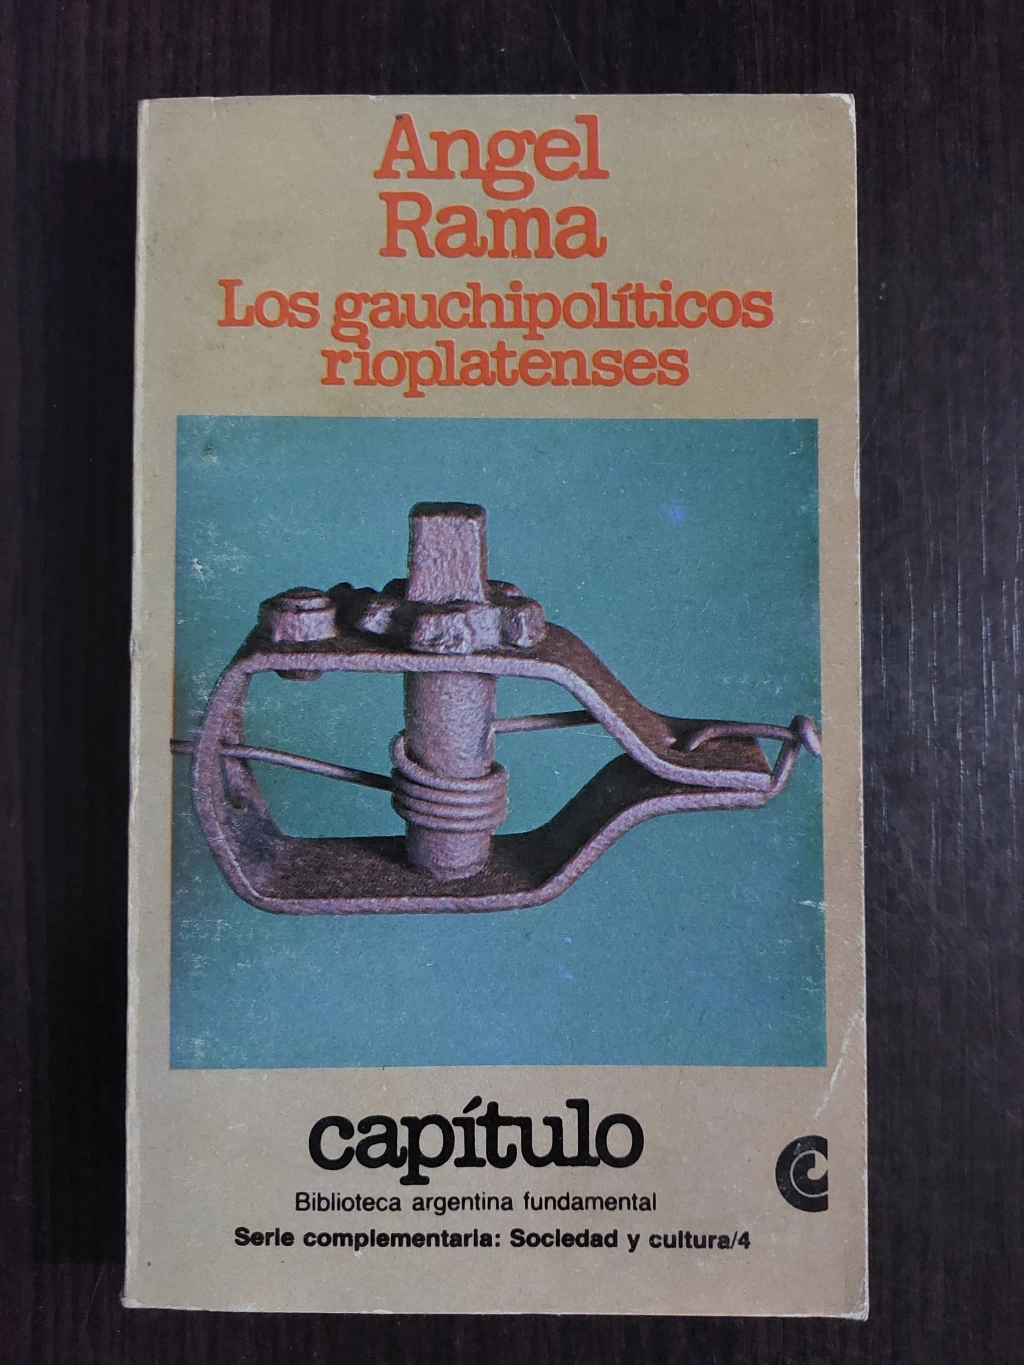 Angel
Rama
Los gauchipolíticos
rioplatenses
capítulo
Biblioteca argentina fundamental
Serie complementaria: Sociedad y cultura/4